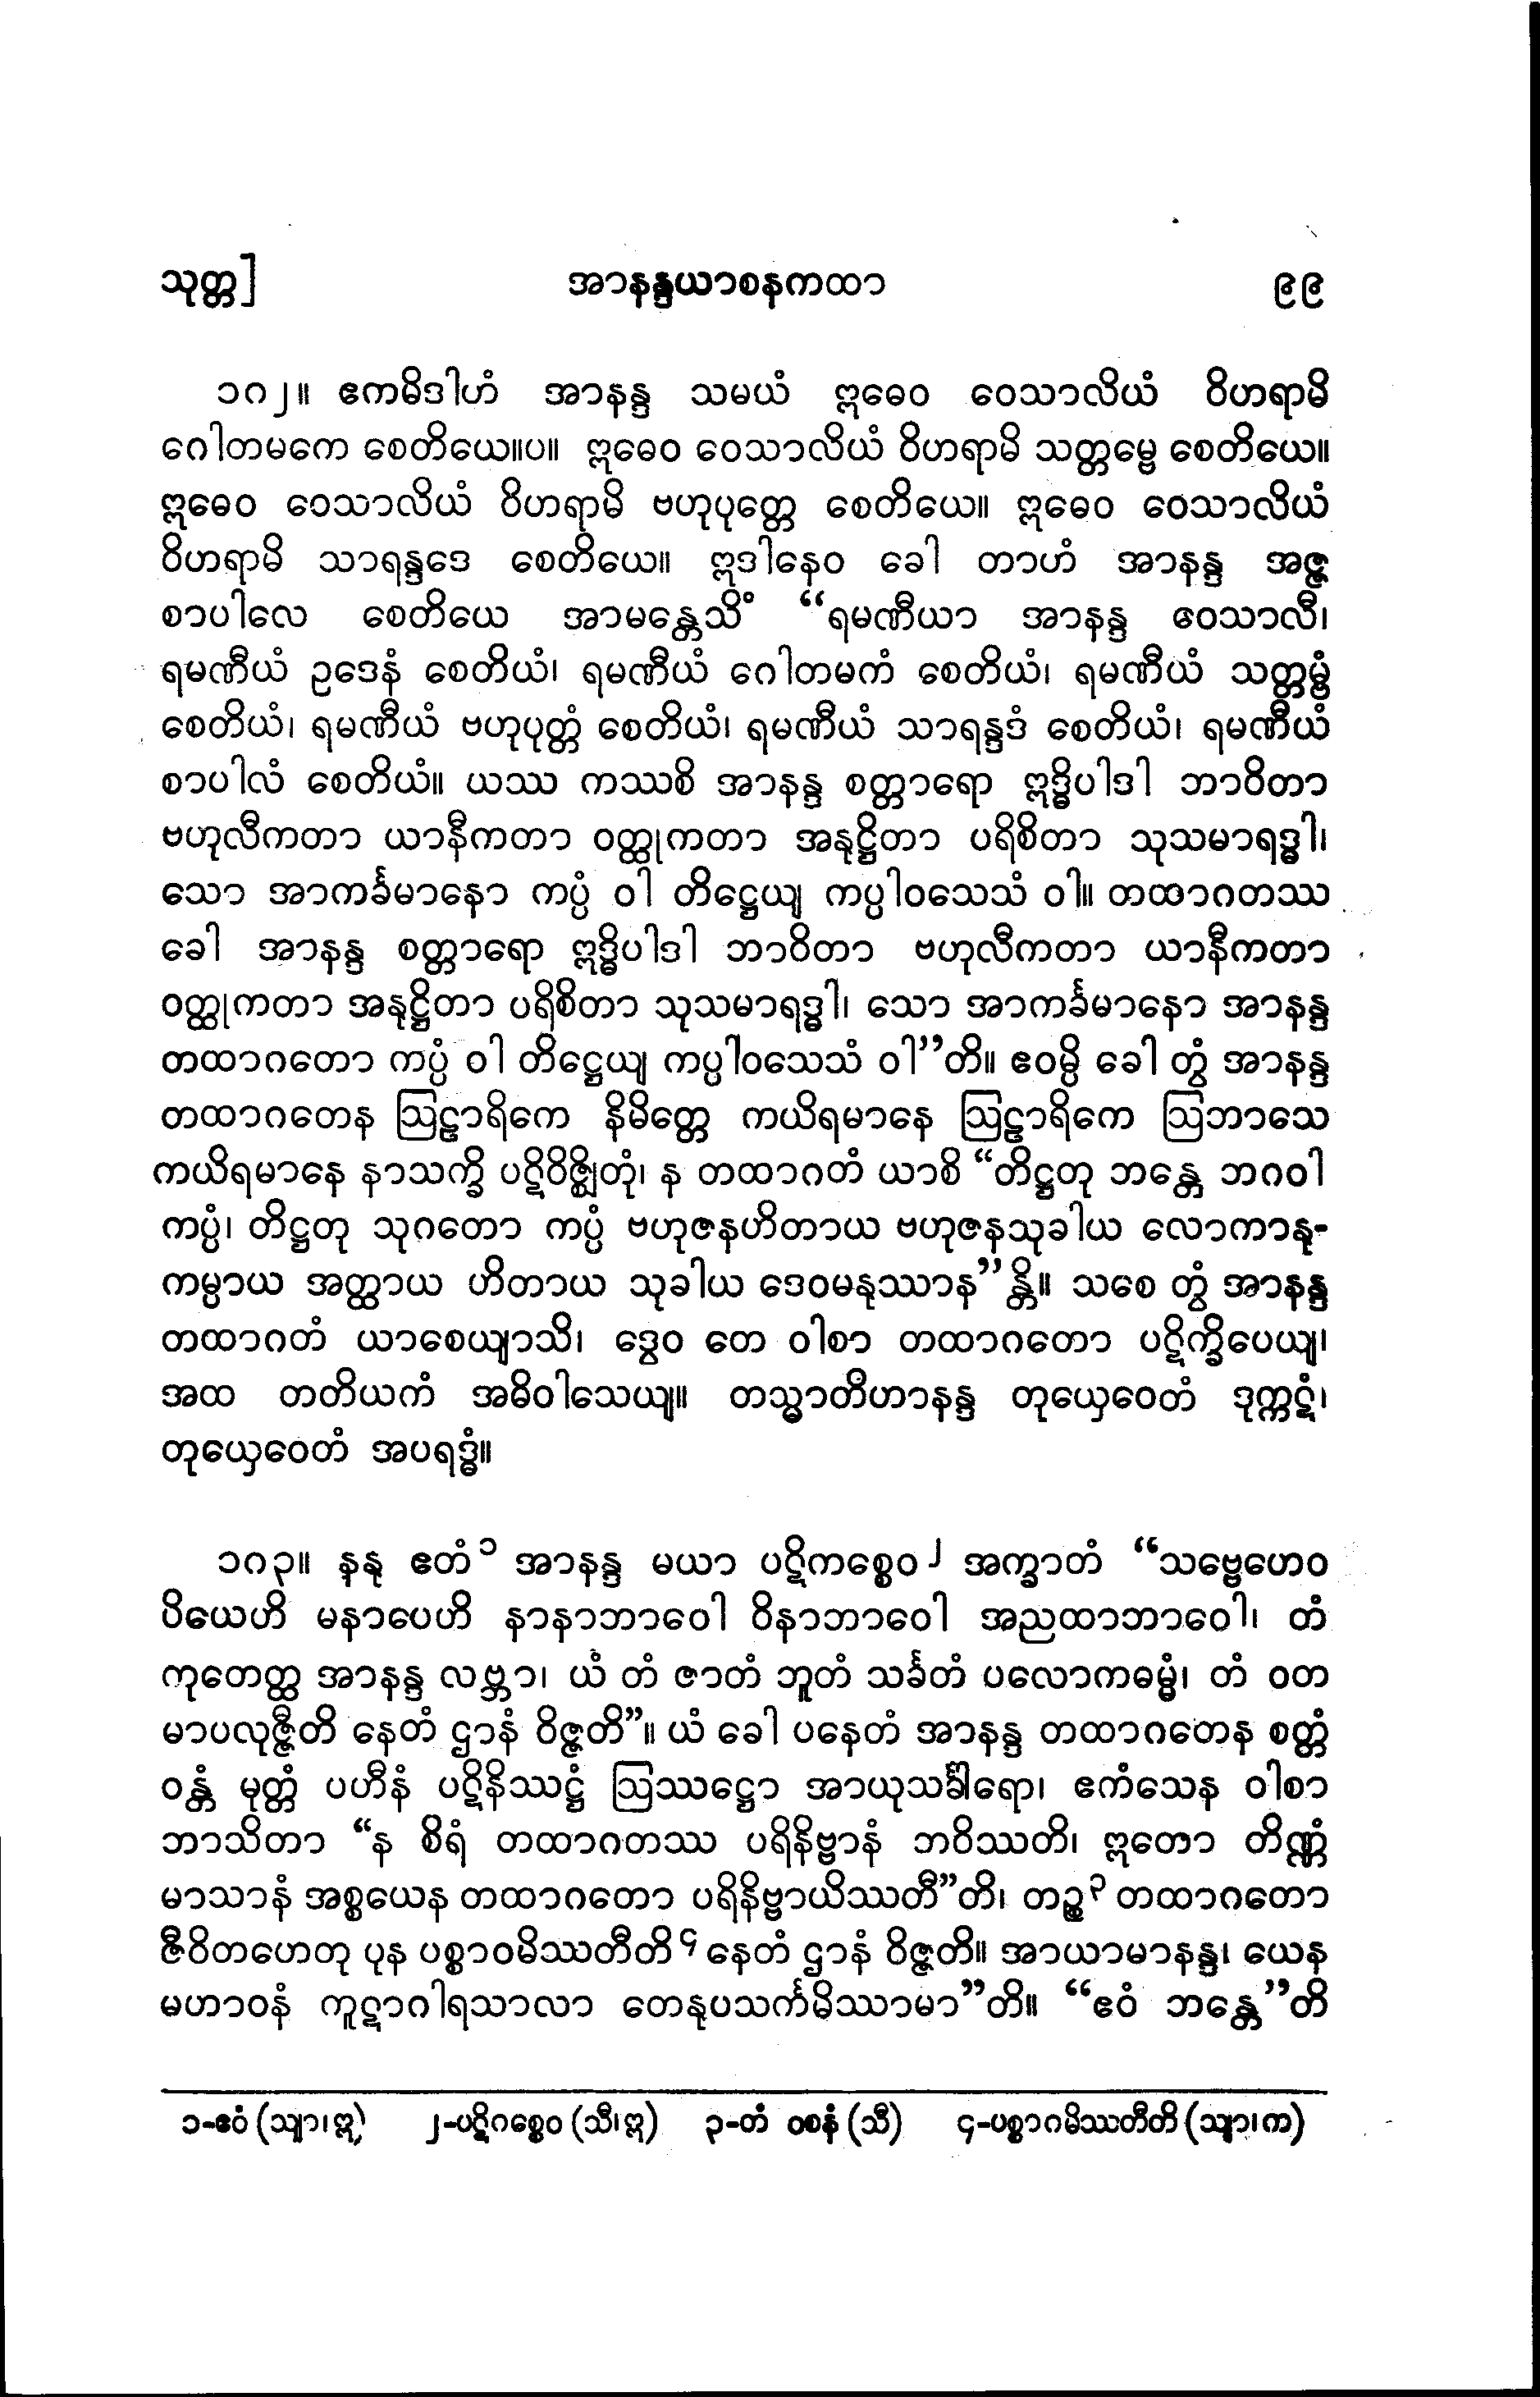 သုတ္တ] အာနန္ဒယာစနကထာ ၉၉
၁၀၂။ ဧကမိဒါဟံ အာနန္ဒ သမယံ ဣဓေဝ ဝေသာလိယံ ဝိဟရာမိ
ဂေါတမကေ စေတိယေ။ပ။ ဣဓေဝ ဝေသာလိယံ ဝိဟရာမိ သတ္တမ္ဗေ စေတိယေ။
ဣဓေဝ ဝေသာလိယံ ဝိဟရာမိ ဗဟုပုတ္တေ စေတိယေ။ ဣဓေဝ ဝေသာလိယံ
ဝိဟရာမိ သာရန္ဒဒေ စေတိယေ။ ဣဒါနေဝ ခေါ တာဟံ အာနန္ဒ အဇ္ဇ
စာပါလေ စေတိယေ အာမန္တေသိံ “ရမဏီယာ အာနန္ဒ ဝေသာလီ၊
ရမဏီယံ ဥဒေနံ စေတိယံ၊ ရမဏီယံ ဂေါတမကံ စေတိယံ၊ ရမဏီယံ သတ္တမ္ဗံ
စေတိယံ၊ ရမဏီယံ ဗဟုပုတ္တံ စေတိယံ၊ ရမဏီယံ သာရန္ဒဒံ စေတိယံ၊ ရမဏီယံ
စာပါလံ စေတိယံ။ ယဿ ကဿစိ အာနန္ဒ စတ္တာရော ဣဒ္ဓိပါဒါ ဘာဝိတာ
ဗဟုလီကတာ ယာနီကတာ ဝတ္ထုကတာ အနုဋ္ဌိတာ ပရိစိတာ သုသမာရဒ္ဓါ၊
သော အာကင်္ခမာနော ကပ္ပံ ဝါ တိဋ္ဌေယျ ကပ္ပါဝသေသံ ဝါ။ တထာဂတဿ
ခေါ အာနန္ဒ စတ္တာရော ဣဒ္ဓိပါဒါ ဘာဝိတာ ဗဟုလီကတာ ယာနီကတာ
ဝတ္ထုကတာ အနုဋ္ဌိတာ ပရိစိတာ သုသမာရဒ္ဓါ၊ သော အာကင်္ခမာနော အာနန္ဒ
တထာဂတော ကပ္ပံ ဝါ တိဋ္ဌေယျ ကပ္ပါဝသေသံ ဝါ”တိ။ ဧဝမ္ပိ ခေါ တွံ အာနန္ဒ
တထာဂတေန ဩဠာရိကေ နိမိတ္တေ ကယိရမာနေ ဩဠာရိကေ ဩဘာသေ
ကယိရမာနေ နာသက္ခိ ပဋိဝိဇ္ဈိတုံ၊ န တထာဂတံ ယာစိ “တိဋ္ဌတု ဘန္တေ ဘဂဝါ
ကပ္ပံ၊ တိဋ္ဌတု သုဂတော ကပ္ပံ ဗဟုဇနဟိတာယ ဗဟုဇနသုခါယ လောကာနု-
ကမ္ပာယ အတ္ထာယ ဟိတာယ သုခါယ ဒေဝမနုဿာန”န္တိ။ သစေ တွံ အာနန္ဒ
တထာဂတံ ယာစေယျာသိ၊ ဒွေဝ တေ ဝါစာ တထာဂတော ပဋိက္ခိပေယျ၊
အထ တတိယကံ အဓိဝါသေယျ။ တသ္မာတိဟာနန္ဒ တုယှေဝေတံ ဒုက္ကဋံ၊
တုယှေဝေတံ အပရဒ္ဓံ။
၁၀၃။ နနု ဧတံ၁ အာနန္ဒ မယာ ပဋိကစ္စေဝ၂ အက္ခာတံ “သဗ္ဗေဟေဝ
ပိယေဟိ မနာပေဟိ နာနာဘာဝေါ ဝိနာဘာဝေါ အညထာဘာဝေါ၊ တံ
ကုတေတ္ထ အာနန္ဒ လဗ္ဘာ၊ ယံ တံ ဇာတံ ဘူတံ သင်္ခတံ ပလောကဓမ္မံ၊ တံ ဝတ
မာပလုဇ္ဇီတိ နေတံ ဌာနံ ဝိဇ္ဇတိ”။ ယံ ခေါ ပနေတံ အာနန္ဒ တထာဂတေန စတ္တံ
ဝန္တံ မုတ္တံ ပဟီနံ ပဋိနိဿဋ္ဌံ ဩဿဋ္ဌော အာယုသင်္ခါရော၊ ဧကံသေန ဝါစာ
ဘာသိတာ “န စိရံ တထာဂတဿ ပရိနိဗ္ဗာနံ ဘဝိဿတိ၊ ဣတော တိဏ္ဏံ
မာသာနံ အစ္စယေန တထာဂတော ပရိနိဗ္ဗာယိဿတီ”တိ၊ တဉ္စ၃ တထာဂတော
ဇီဝိတဟေတု ပုန ပစ္စာဝမိဿတီတိ၄ နေတံ ဌာနံ ဝိဇ္ဇတိ။ အာယာမာနန္ဒ၊ ယေန
မဟာဝနံ ကူဋာဂါရသာလာ တေနုပသင်္ကမိဿာမာ”တိ။ “ဧဝံ ဘန္တေ”တိ
၁-ဧဝံ (သျာ၊ဣ) ၂-ပဋိဂစ္စေဝ (သီ၊ဣ) ၃-တံ ဝစနံ (သီ) ၄-ပစ္စာဂမိဿတီတိ (သျာ၊က)